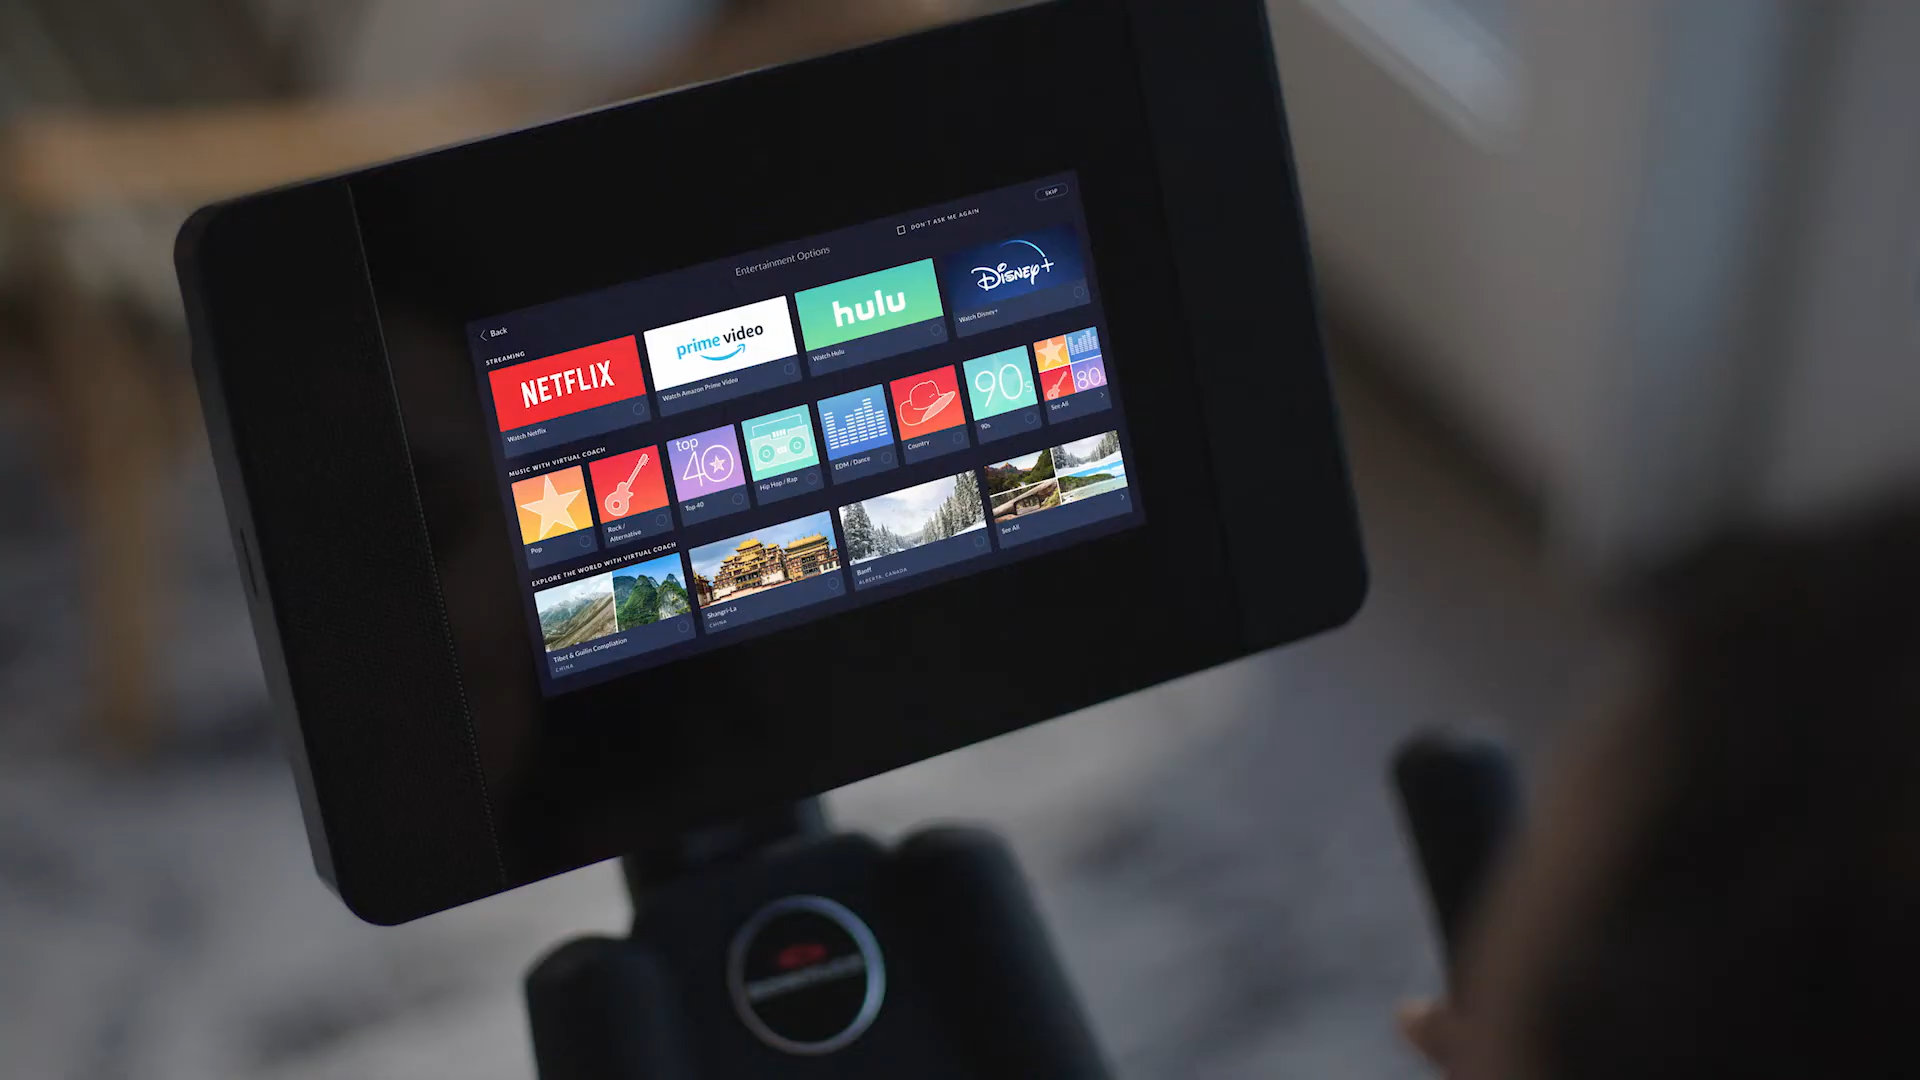 SKIP
DON'T ASK ME AGAIN
Entertainment Options
Back
STREAMING
NETFLIX
prime video
hulu
Disney+
Watch Netflix
Watch Amazon Prime Video
Watch Hulu
Watch Disney+
MUSIC WITH VIRTUAL COACH
top
40
90s
80
Pop
Rock /
Alternative
Top 40
Hip Hop / Rap
EDM / Dance
Country
90s
See All
EXPLORE THE WORLD WITH VIRTUAL COACH
Tibet & Guilin Compilation
CHINA
Shangri-La
CHINA
Banff
ALBERTA, CANADA
See All